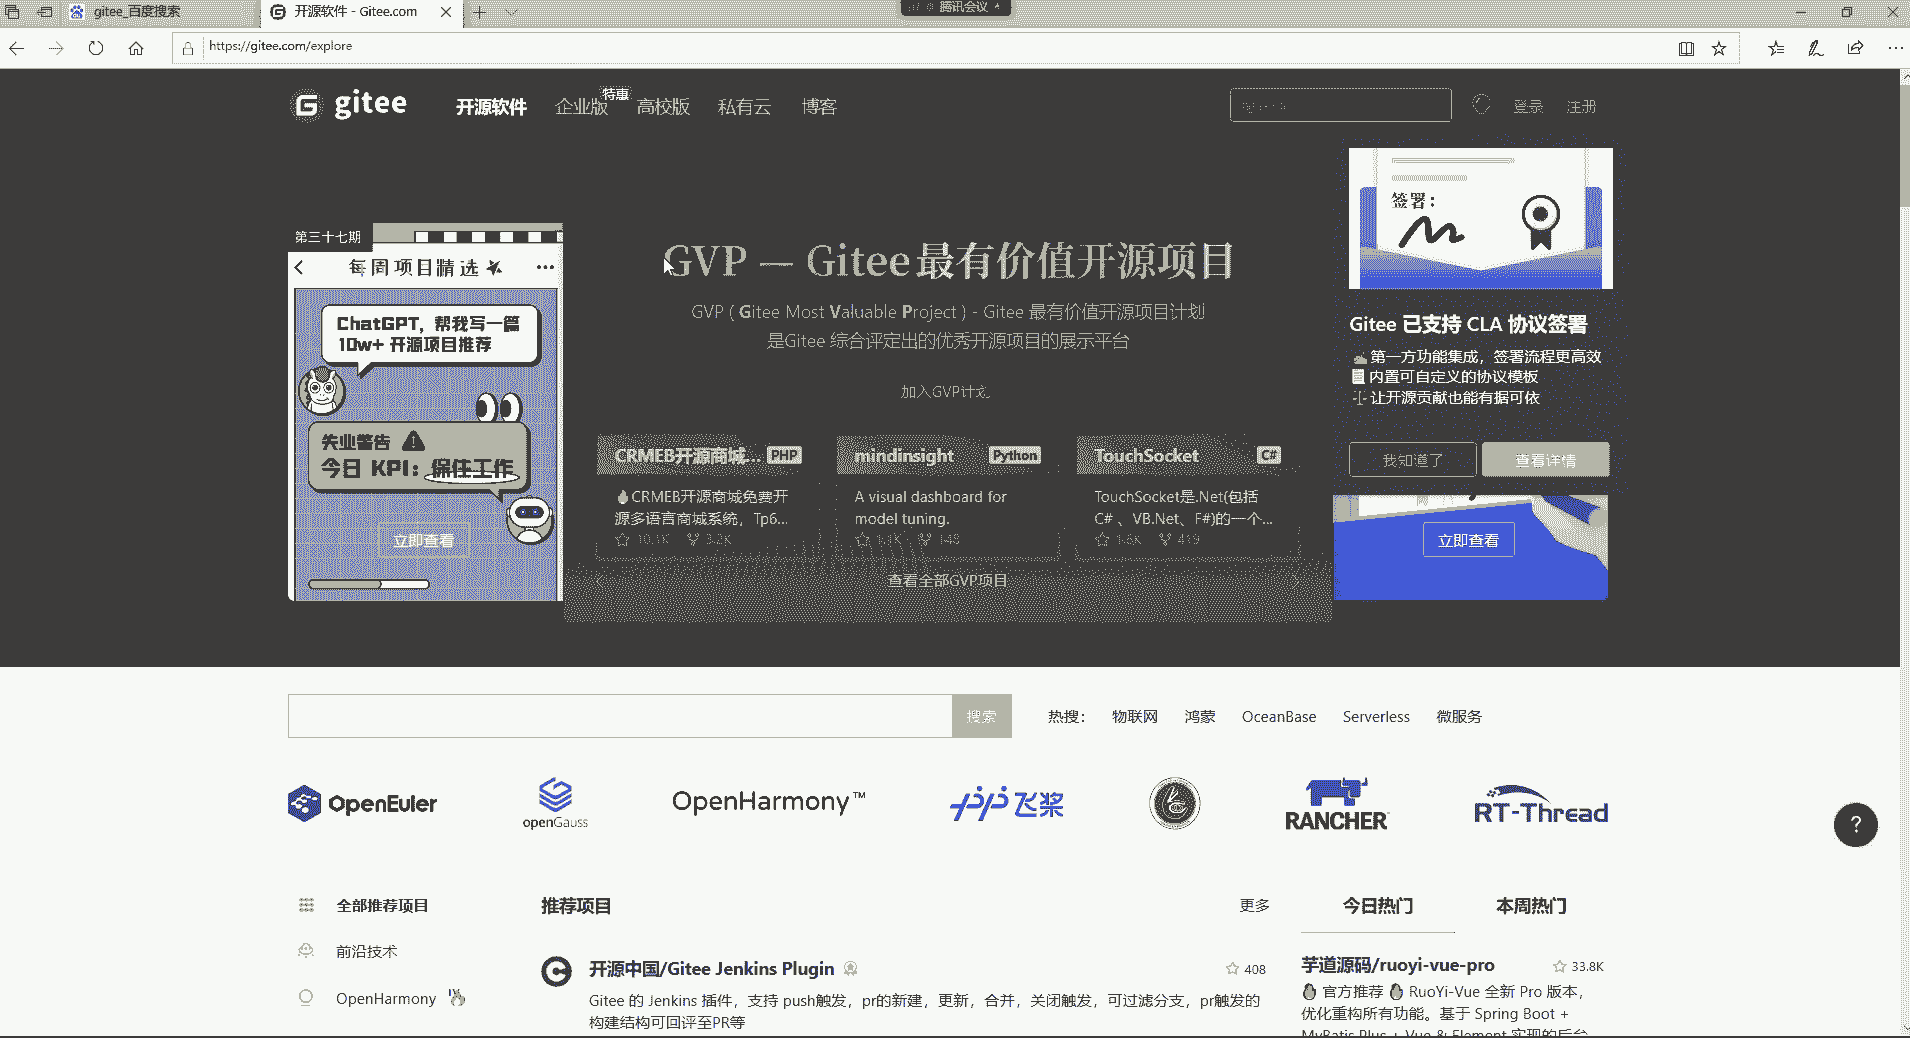 gitee_百度搜索
开源软件 - Gitee.com
腾讯会议
https://gitee.com/explore
gitee
开源软件
企业版
特惠
高校版
私有云
博客
登录
注册
第三十七期
每周项目精选
ChatGPT，帮我写一篇
10w+ 开源项目推荐
失业警告
今日 KPI：保住工作
立即查看
GVP — Gitee最有价值开源项目
GVP ( Gitee Most Valuable Project ) - Gitee 最有价值开源项目计划
是Gitee 综合评定出的优秀开源项目的展示平台
加入GVP计划
CRMEB开源商城... PHP
CRMEB开源商城免费开
源多语言商城系统，Tp6...
10.1K 3.2K
mindinsight Python
A visual dashboard for
model tuning.
1.1K 148
TouchSocket C#
TouchSocket是.Net(包括
C# 、VB.Net、F#)的一个...
1.8K 419
查看全部GVP项目
签署：
Gitee 已支持 CLA 协议签署
第一方功能集成，签署流程更高效
内置可自定义的协议模板
让开源贡献也能有据可依
我知道了
查看详情
立即查看
搜索
热搜： 物联网 鸿蒙 OceanBase Serverless 微服务
OpenEuler
openGauss
OpenHarmony™
飞桨
RANCHER
RT-Thread
?
全部推荐项目
前沿技术
OpenHarmony
推荐项目
更多
开源中国/Gitee Jenkins Plugin
408
Gitee 的 Jenkins 插件，支持 push触发，pr的新建，更新，合并，关闭触发，可过滤分支，pr触发的
构建结构可回评至PR等
今日热门
本周热门
芋道源码/ruoyi-vue-pro
33.8K
官方推荐 RuoYi-Vue 全新 Pro 版本，
优化重构所有功能。基于 Spring Boot +
MyBatis Plus + Vue & Element 实现的后台